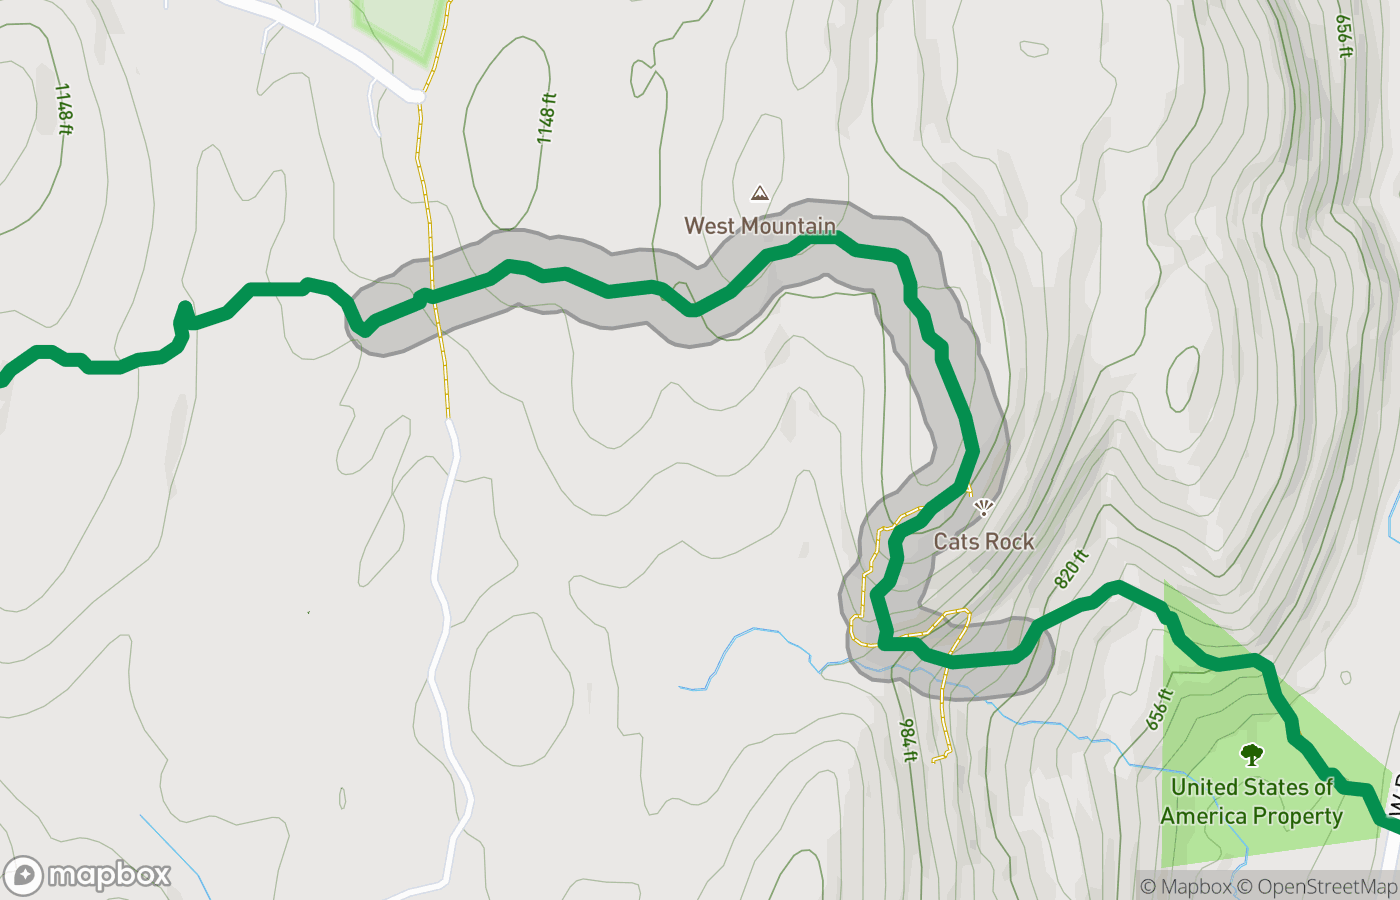 656 ft
1148 ft
1148 ft
West Mountain
Cats Rock
820 ft
656 ft
984 ft
United States of
America Property
mapbox
© Mapbox © OpenStreetMap